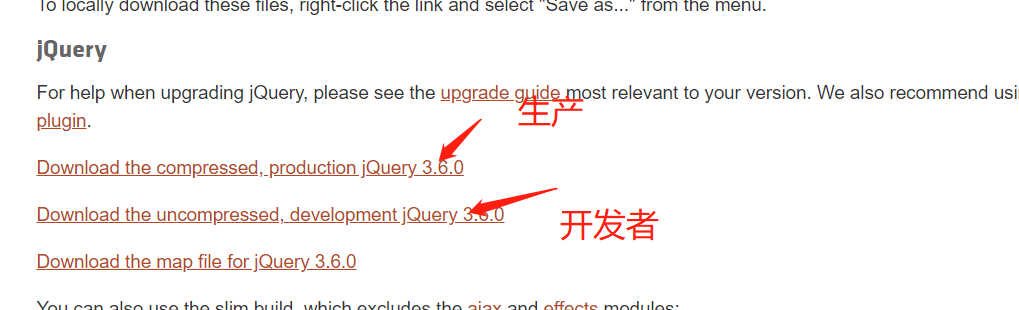 To locally download these files, right-click the link and select "Save as..." from the menu.
jQuery
For help when upgrading jQuery, please see the upgrade guide most relevant to your version. We also recommend usi
plugin.
生产
Download the compressed, production jQuery 3.6.0
Download the uncompressed, development jQuery 3.6.0
开发者
Download the map file for jQuery 3.6.0
You can also use the slim build, which excludes the ajax and effects modules: